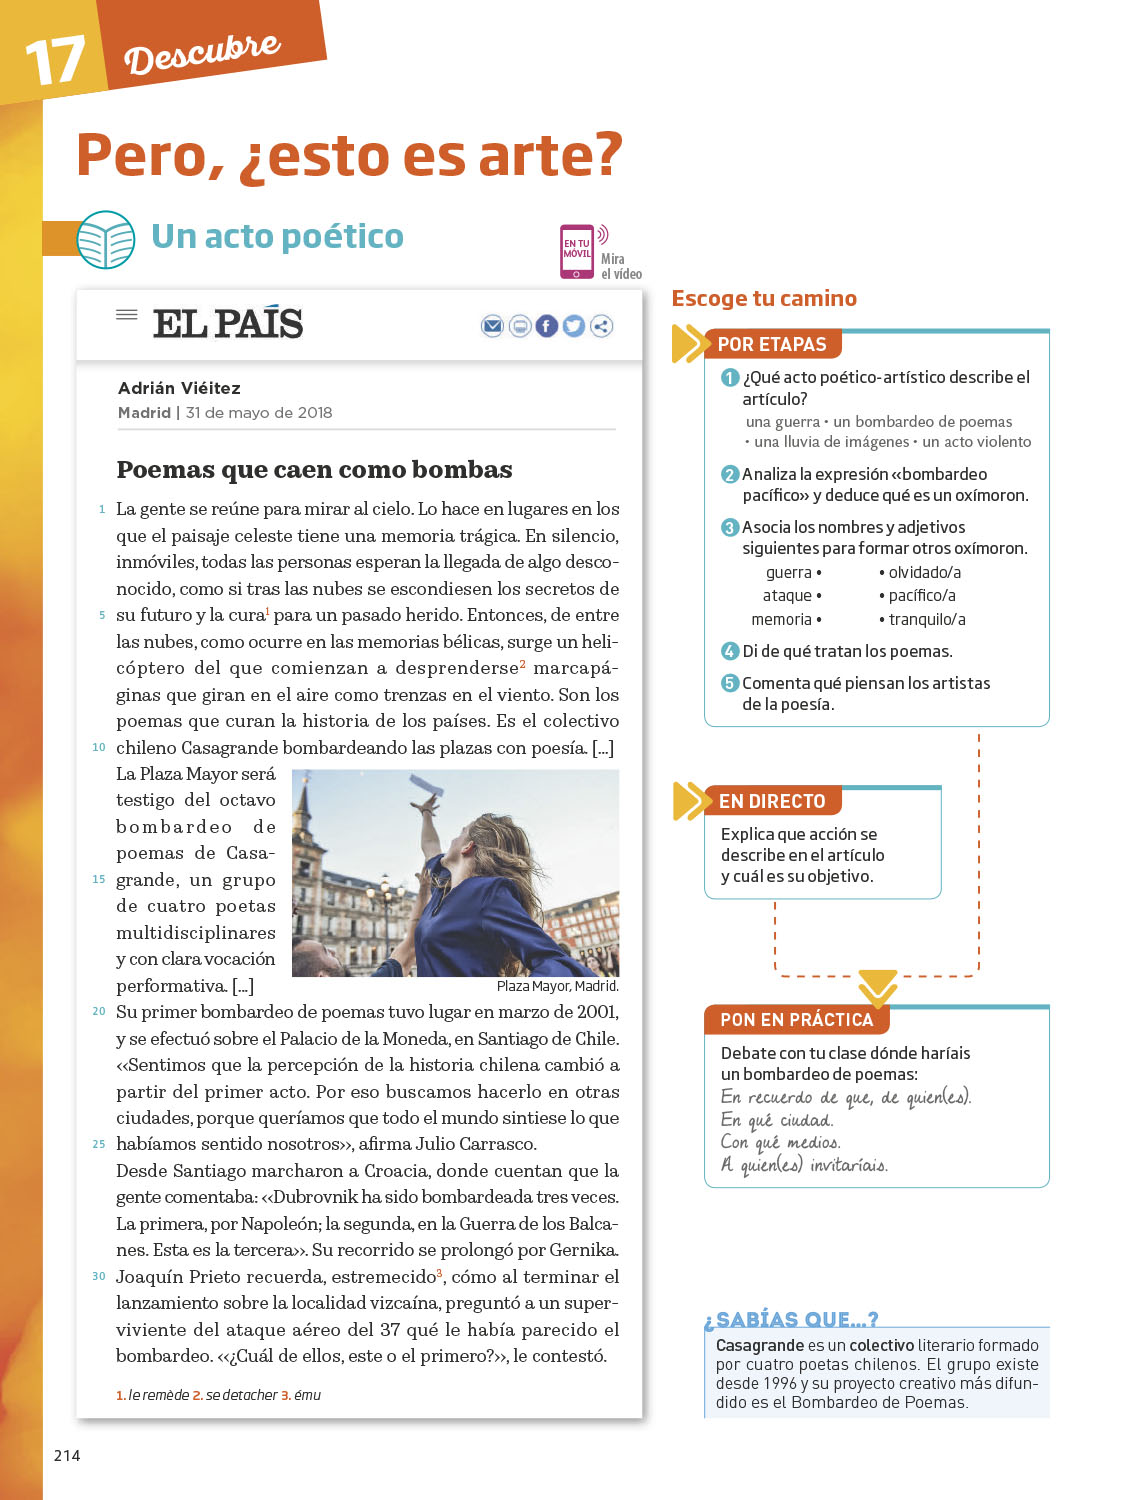 17
Descubre
Pero, ¿esto es arte?
Un acto poético
EN TU
MÓVIL
Mira
el vídeo
EL PAÍS
Adrián Viéitez
Madrid | 31 de mayo de 2018
Poemas que caen como bombas
1 La gente se reúne para mirar al cielo. Lo hace en lugares en los
que el paisaje celeste tiene una memoria trágica. En silencio,
inmóviles, todas las personas esperan la llegada de algo desco-
nocido, como si tras las nubes se escondiesen los secretos de
5 su futuro y la cura1 para un pasado herido. Entonces, de entre
las nubes, como ocurre en las memorias bélicas, surge un heli-
cóptero del que comienzan a desprenderse2 marcapá-
ginas que giran en el aire como trenzas en el viento. Son los
poemas que curan la historia de los países. Es el colectivo
10 chileno Casagrande bombardeando las plazas con poesía. [...]
La Plaza Mayor será
testigo del octavo
bombardeo de
poemas de Casa-
15 grande, un grupo
de cuatro poetas
multidisciplinares
y con clara vocación
performativa. [...]
Plaza Mayor, Madrid.
20 Su primer bombardeo de poemas tuvo lugar en marzo de 2001,
y se efectuó sobre el Palacio de la Moneda, en Santiago de Chile.
‹‹Sentimos que la percepción de la historia chilena cambió a
partir del primer acto. Por eso buscamos hacerlo en otras
ciudades, porque queríamos que todo el mundo sintiese lo que
25 habíamos sentido nosotros››, afirma Julio Carrasco.
Desde Santiago marcharon a Croacia, donde cuentan que la
gente comentaba: ‹‹Dubrovnik ha sido bombardeada tres veces.
La primera, por Napoleón; la segunda, en la Guerra de los Balca-
nes. Esta es la tercera››. Su recorrido se prolongó por Gernika.
30 Joaquín Prieto recuerda, estremecido3, cómo al terminar el
lanzamiento sobre la localidad vizcaína, preguntó a un super-
viviente del ataque aéreo del 37 qué le había parecido el
bombardeo. ‹‹¿Cuál de ellos, este o el primero?››, le contestó.
1. le remède 2. se detacher 3. ému
Escoge tu camino
POR ETAPAS
1 ¿Qué acto poético-artístico describe el
artículo?
una guerra • un bombardeo de poemas
• una lluvia de imágenes • un acto violento
2 Analiza la expresión «bombardeo
pacífico» y deduce qué es un oxímoron.
3 Asocia los nombres y adjetivos
siguientes para formar otros oxímoron.
guerra • • olvidado/a
ataque • • pacífico/a
memoria • • tranquilo/a
4 Di de qué tratan los poemas.
5 Comenta qué piensan los artistas
de la poesía.
EN DIRECTO
Explica que acción se
describe en el artículo
y cuál es su objetivo.
PON EN PRÁCTICA
Debate con tu clase dónde haríais
un bombardeo de poemas:
En recuerdo de que, de quien(es).
En qué ciudad.
Con qué medios.
A quien(es) invitaríais.
¿SABÍAS QUE...?
Casagrande es un colectivo literario formado
por cuatro poetas chilenos. El grupo existe
desde 1996 y su proyecto creativo más difun-
dido es el Bombardeo de Poemas.
214